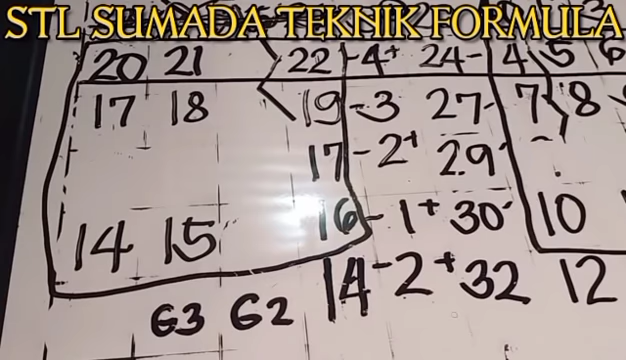 STL SUMADA TEKNIK FORMULA
20 21 22 -4+ 24- 4 5 6
17 18 19 -3 27- 7 8
17 -2+ 29
14 15 16 -1+ 30 10
14 -2+ 32 12
63 62